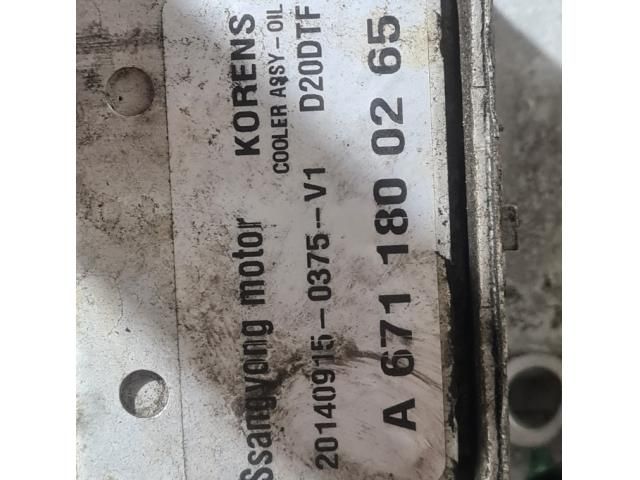 Ssangyong motor KORENS
COOLER ASSY-OIL
20140915-0375-V1 D20DTF
A 671 180 02 65